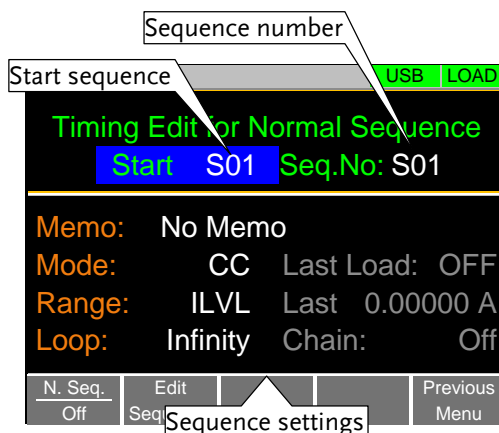 Sequence number
Start sequence
USB LOAD
Timing Edit for Normal Sequence
Start S01 Seq.No: S01
Memo: No Memo
Mode: CC Last Load: OFF
Range: ILVL Last 0.00000 A
Loop: Infinity Chain: Off
N. Seq. Edit Previous
Off Menu
Sequence settings